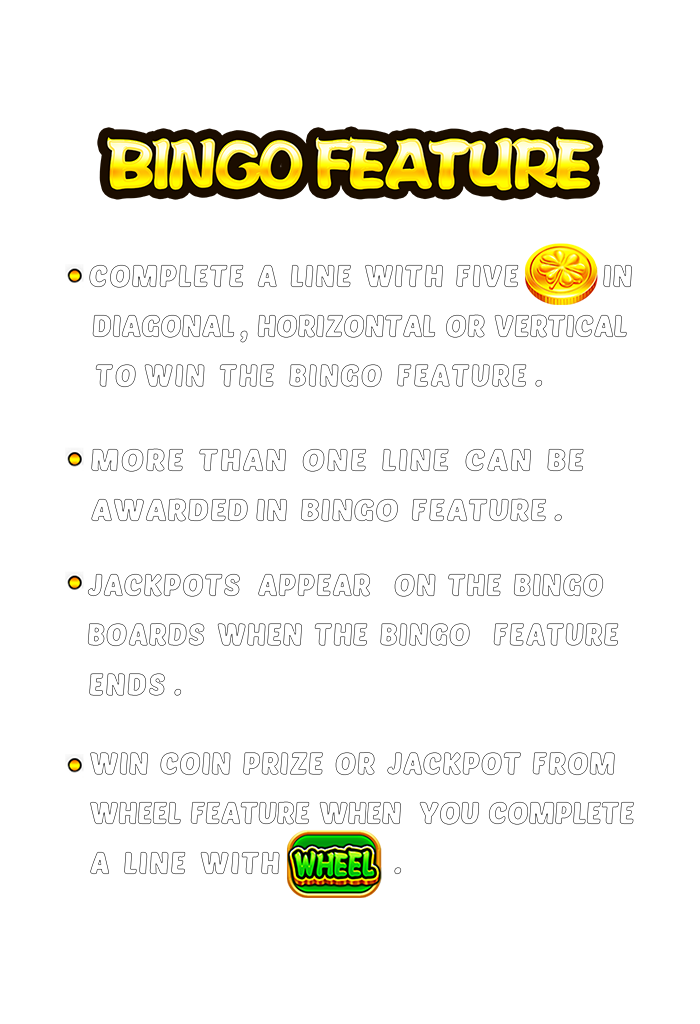 BINGO FEATURE
COMPLETE A LINE WITH FIVE IN
DIAGONAL, HORIZONTAL OR VERTICAL
TO WIN THE BINGO FEATURE.
MORE THAN ONE LINE CAN BE
AWARDED IN BINGO FEATURE.
JACKPOTS APPEAR ON THE BINGO
BOARDS WHEN THE BINGO FEATURE
ENDS.
WIN COIN PRIZE OR JACKPOT FROM
WHEEL FEATURE WHEN YOU COMPLETE
A LINE WITH WHEEL.